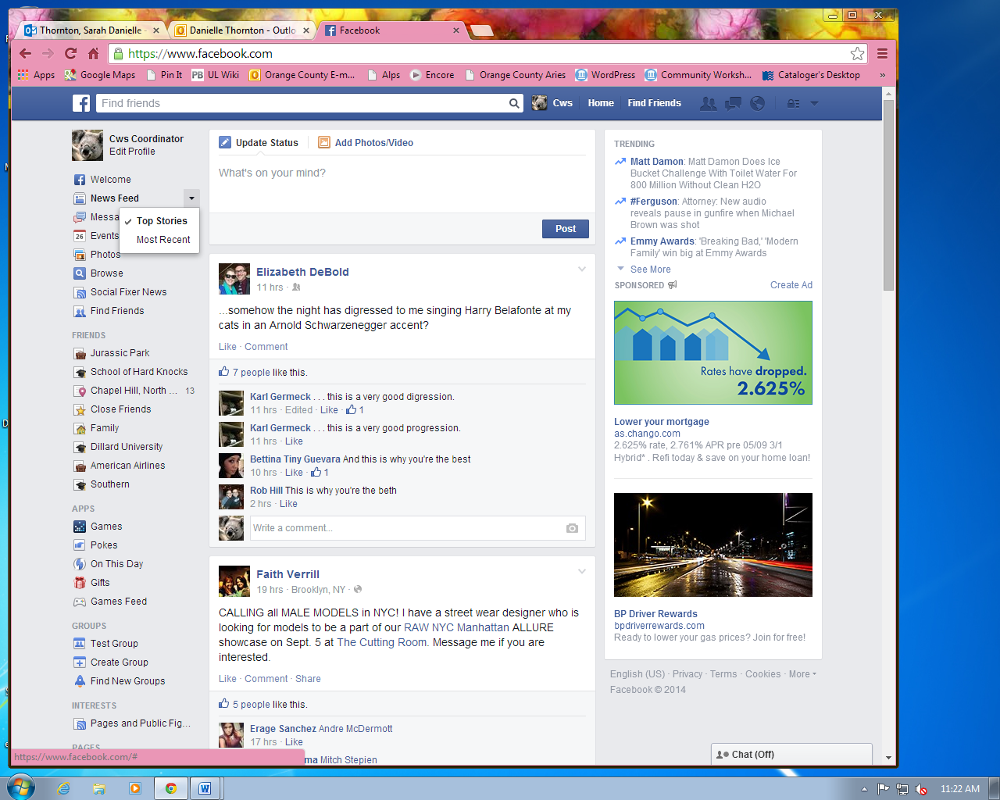 Thornton, Sarah Danielle -
Danielle Thornton - Outlo
Facebook
https://www.facebook.com
Apps
Google Maps
Pin It
PB UL Wiki
Orange County E-m...
Alps
Encore
Orange County Aries
WordPress
Community Worksh...
Cataloger's Desktop
»
Find friends
Cws
Home
Find Friends
Cws Coordinator
Edit Profile
Welcome
News Feed
Messa
Top Stories
Most Recent
26 Events
Photos
Browse
Social Fixer News
Find Friends
FRIENDS
Jurassic Park
School of Hard Knocks
Chapel Hill, North ... 13
Close Friends
Family
Dillard University
American Airlines
Southern
APPS
Games
Pokes
On This Day
Gifts
Games Feed
GROUPS
Test Group
Create Group
Find New Groups
INTERESTS
Pages and Public Fig...
PAGES
https://www.facebook.com/#
Update Status
Add Photos/Video
What's on your mind?
Post
Elizabeth DeBold
11 hrs ·
...somehow the night has digressed to me singing Harry Belafonte at my
cats in an Arnold Schwarzenegger accent?
Like · Comment
7 people like this.
Karl Germeck . . . this is a very good digression.
11 hrs · Edited · Like · 1
Karl Germeck . . . this is a very good progression.
11 hrs · Like
Bettina Tiny Guevara And this is why you're the best
10 hrs · Like · 1
Rob Hill This is why you're the beth
2 hrs · Like
Write a comment...
Faith Verrill
19 hrs · Brooklyn, NY ·
CALLING all MALE MODELS in NYC! I have a street wear designer who is
looking for models to be a part of our RAW NYC Manhattan ALLURE
showcase on Sept. 5 at The Cutting Room. Message me if you are
interested.
Like · Comment · Share
5 people like this.
Erage Sanchez Andre McDermott
17 hrs · Like
ma Mitch Stepien
TRENDING
Matt Damon: Matt Damon Does Ice
Bucket Challenge With Toilet Water For
800 Million Without Clean H2O
#Ferguson: Attorney: New audio
reveals pause in gunfire when Michael
Brown was shot
Emmy Awards: 'Breaking Bad,' 'Modern
Family' win big at Emmy Awards
See More
SPONSORED
Create Ad
Rates have dropped.
2.625%
Lower your mortgage
as.chango.com
2.625% rate, 2.761% APR pre 05/09 3/1
Hybrid* . Refi today & save on your home loan!
BP Driver Rewards
bpdriverrewards.com
Ready to lower your gas prices? Join for free!
English (US) · Privacy · Terms · Cookies · More
Facebook © 2014
Chat (Off)
11:22 AM